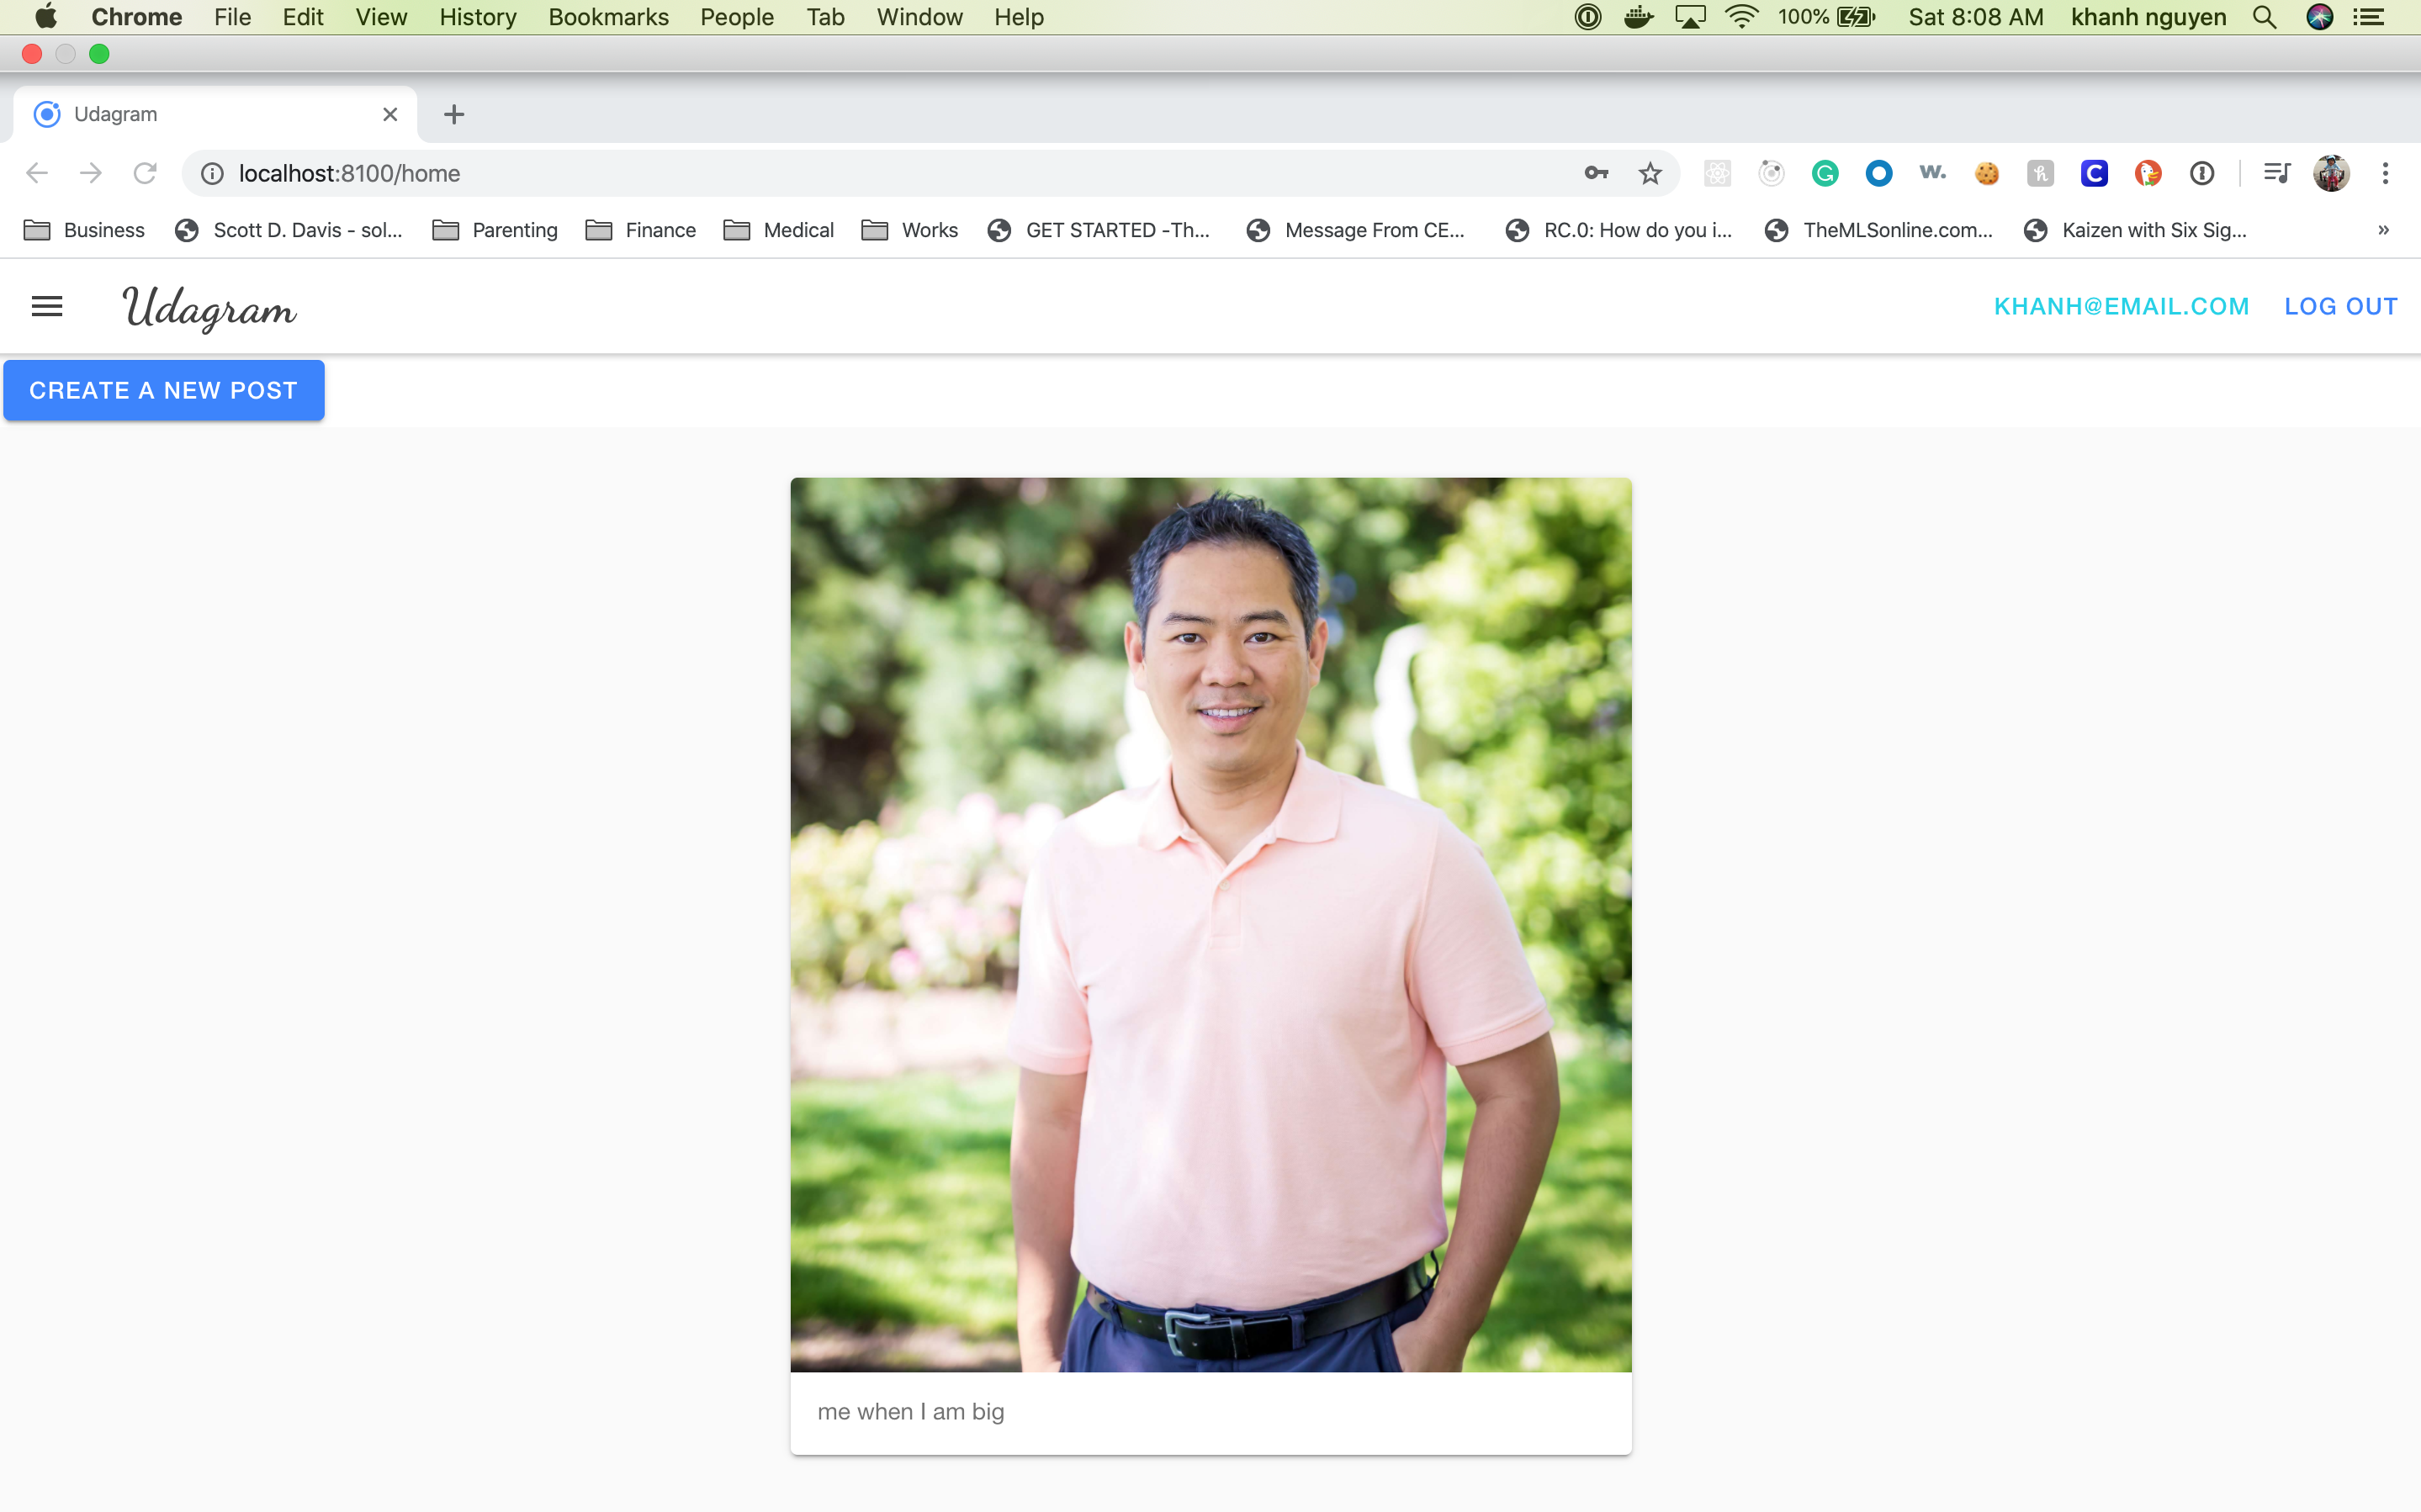 Chrome File Edit View History Bookmarks People Tab Window Help 100% Sat 8:08 AM khanh nguyen
Udagram
localhost:8100/home
Business Scott D. Davis - sol... Parenting Finance Medical Works GET STARTED -Th... Message From CE... RC.0: How do you i... TheMLSonline.com... Kaizen with Six Sig... »
Udagram KHANH@EMAIL.COM LOG OUT
CREATE A NEW POST
me when I am big